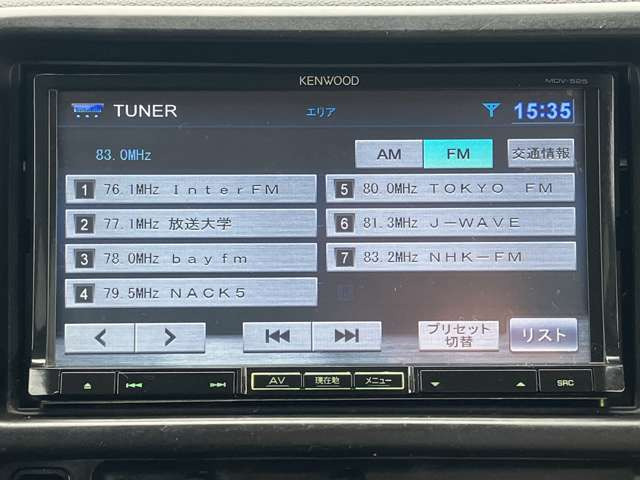 KENWOOD
MDV-525
TUNER エリア 15:35
83.0MHz AM FM 交通情報
1 76.1MHz InterFM
2 77.1MHz 放送大学
3 78.0MHz bayfm
4 79.5MHz NACK5
5 80.0MHz TOKYO FM
6 81.3MHz J-WAVE
7 83.2MHz NHK-FM
プリセット
切替
リスト
AV 現在地 メニュー SRC